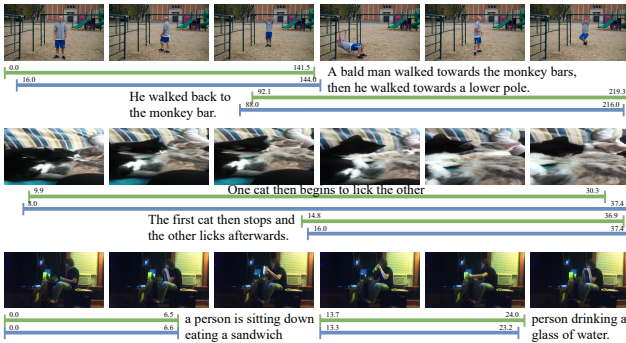 0.0 141.5
16.0 144.0
A bald man walked towards the monkey bars,
then he walked towards a lower pole.
He walked back to
the monkey bar.
92.1 219.3
88.0 216.0
One cat then begins to lick the other
9.9 30.3
8.0 37.4
The first cat then stops and
the other licks afterwards.
14.8 36.9
16.0 37.4
0.0 6.5
0.0 6.6
a person is sitting down
eating a sandwich
13.7 24.0
13.3 23.2
person drinking a
glass of water.